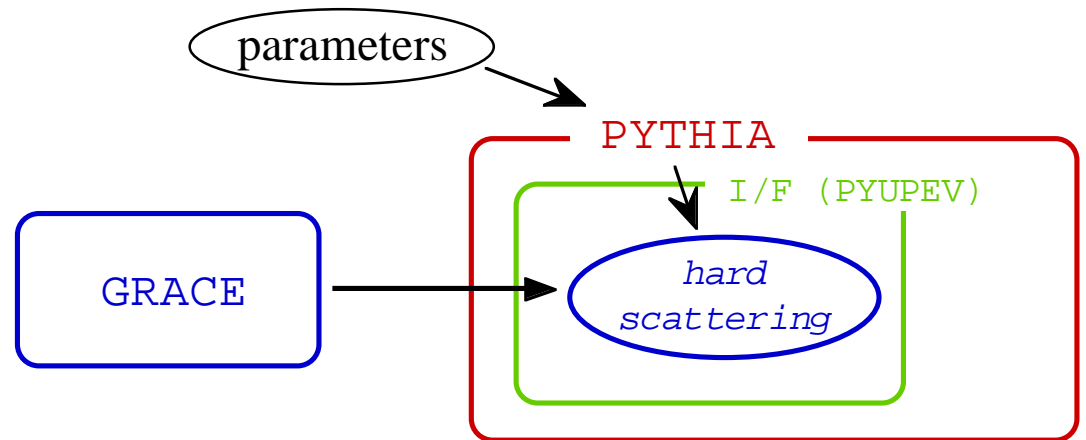 parameters
PYTHIA
I/F (PYUPEV)
GRACE
hard
scattering